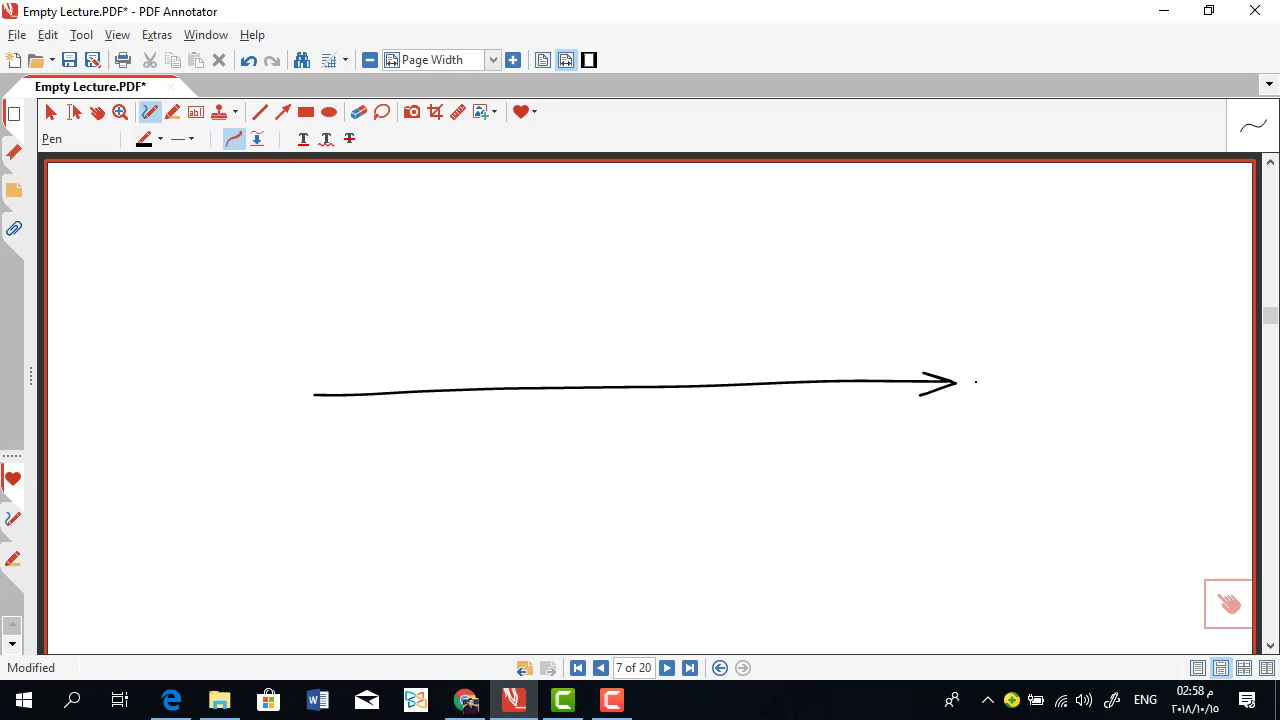 Empty Lecture.PDF* - PDF Annotator
File Edit Tool View Extras Window Help
Page Width
Empty Lecture.PDF*
Pen
7 of 20
Modified
ENG
02:58 م
٢٠١٨/١٠/١٥